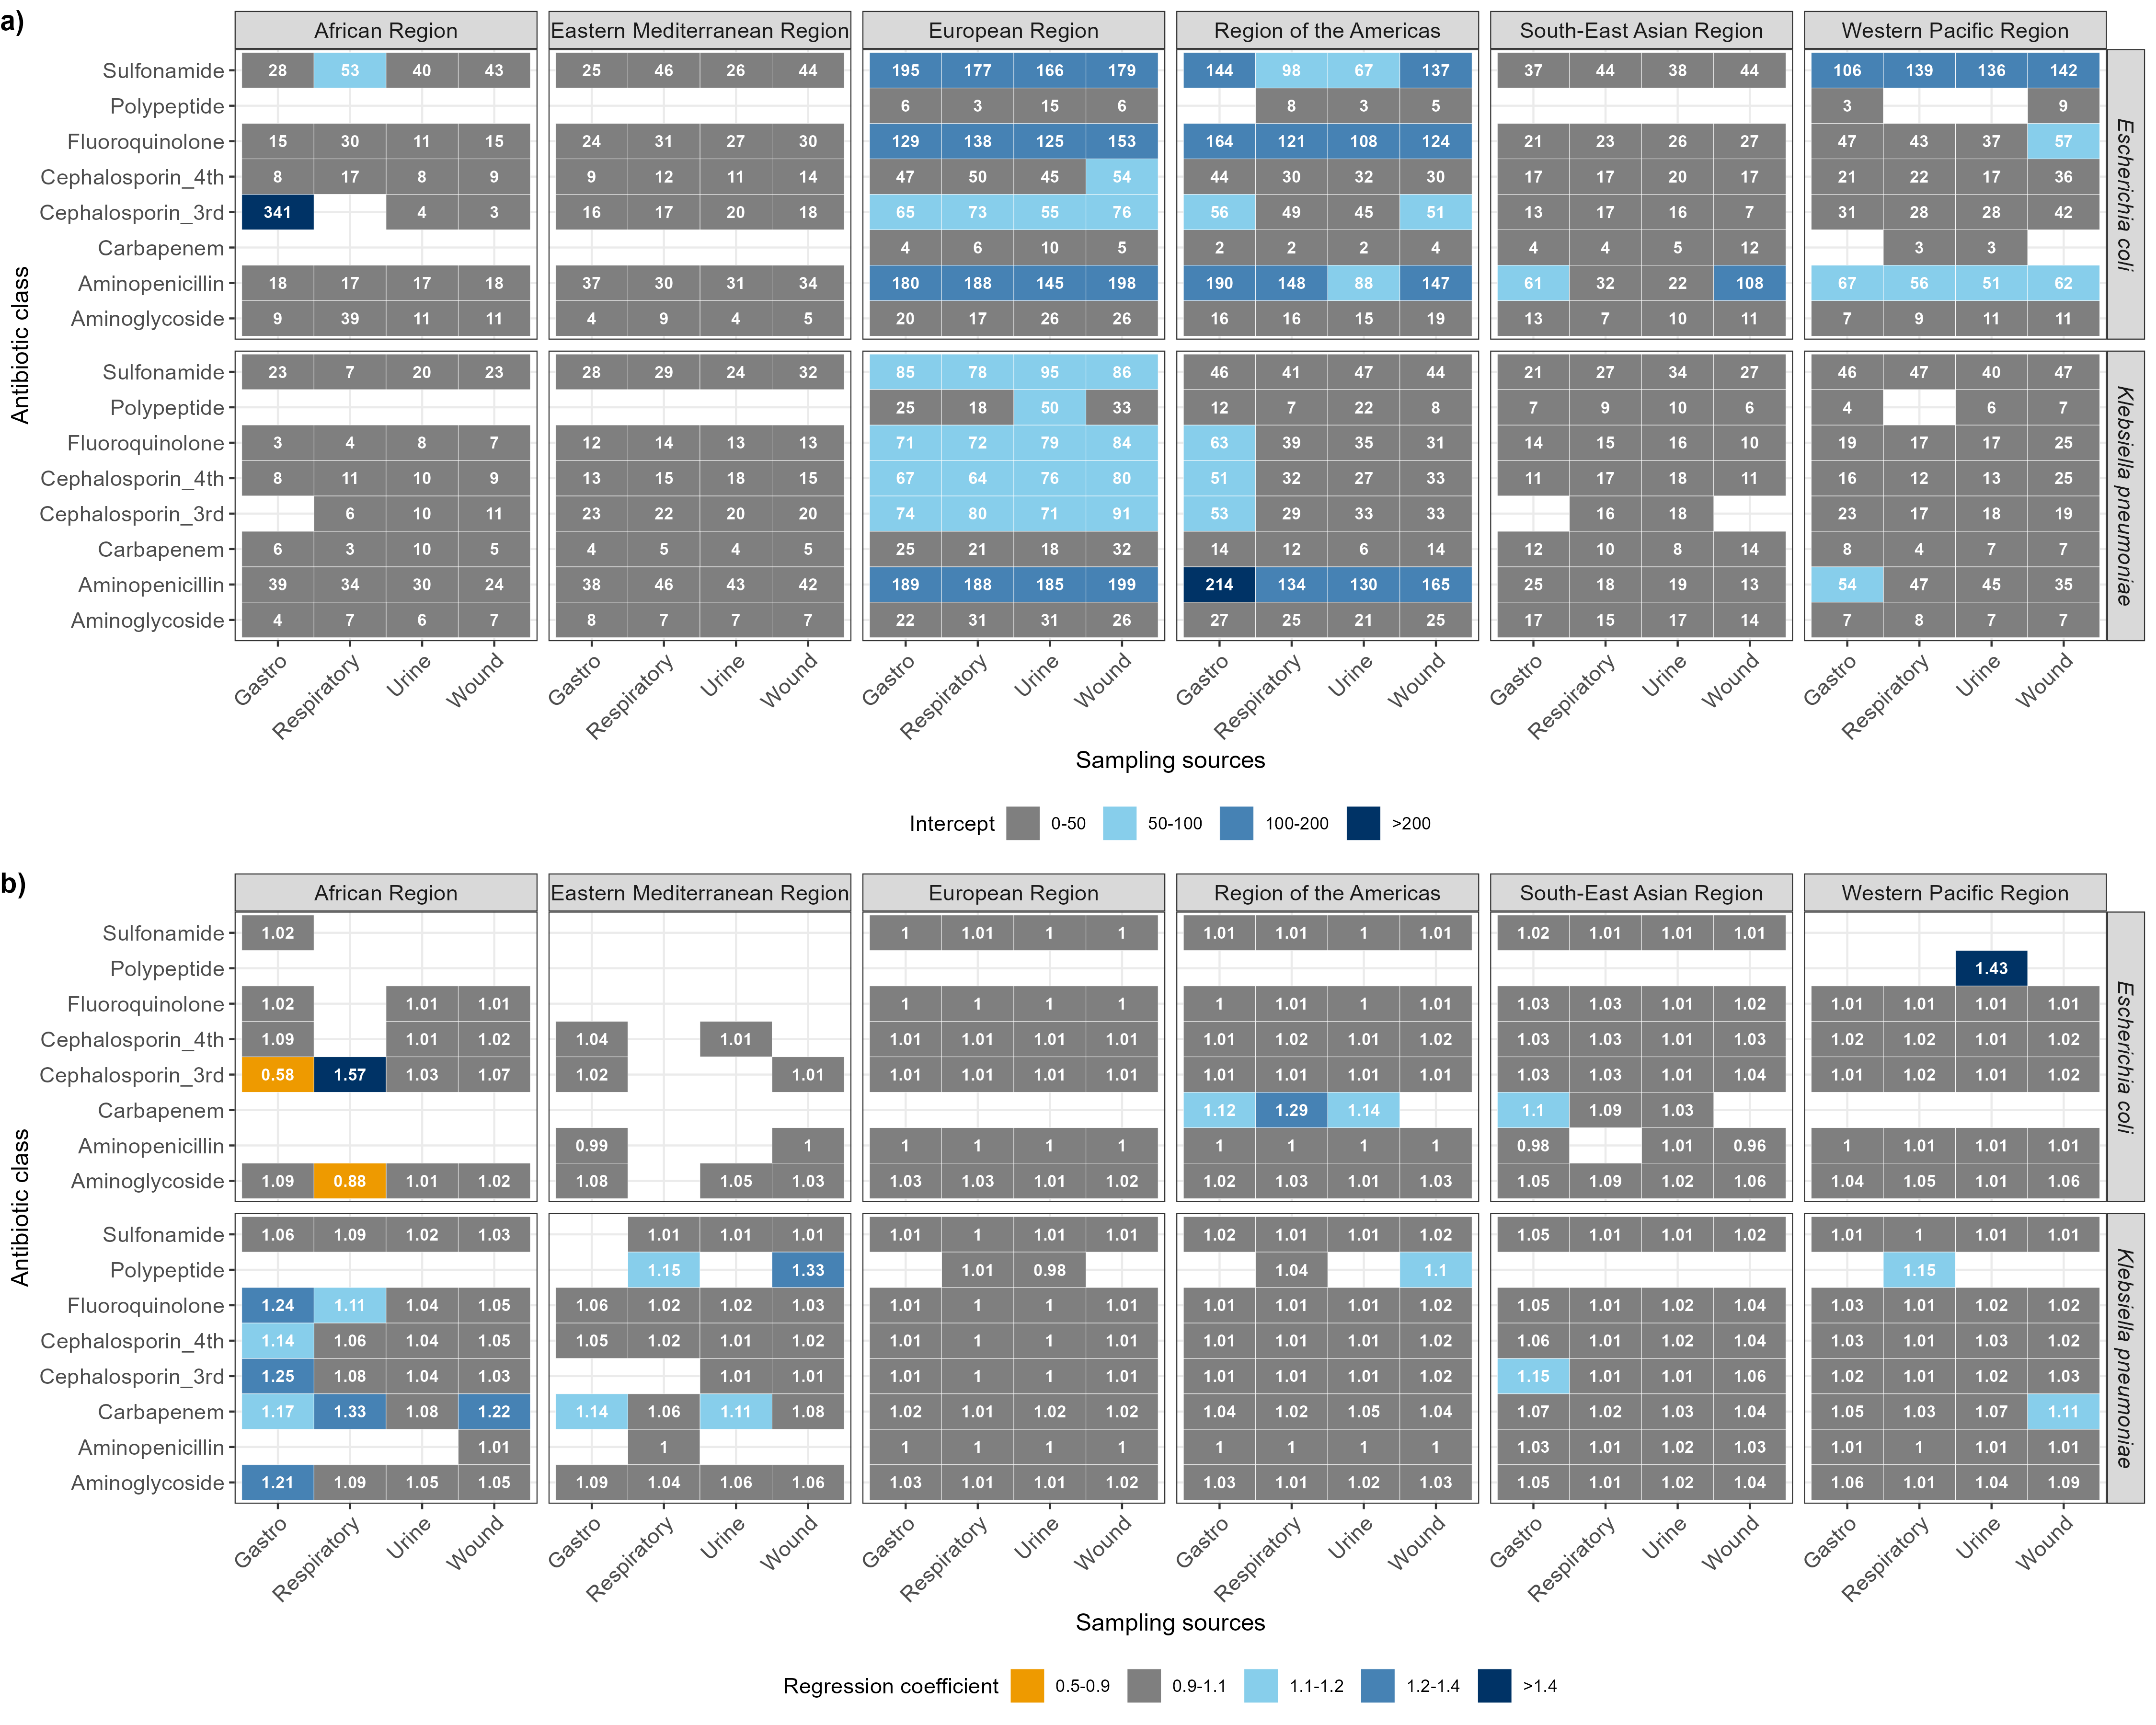 a)
African Region Eastern Mediterranean Region European Region Region of the Americas South-East Asian Region Western Pacific Region
Sulfonamide 28 53 40 43 25 46 26 44 195 177 166 179 144 98 67 137 37 44 38 44 106 139 136 142
Polypeptide 6 3 15 6 8 3 5 3 9
Fluoroquinolone 15 30 11 15 24 31 27 30 129 138 125 153 164 121 108 124 21 23 26 27 47 43 37 57
Cephalosporin_4th 8 17 8 9 9 12 11 14 47 50 45 54 44 30 32 30 17 17 20 17 21 22 17 36
Cephalosporin_3rd 341 4 3 16 17 20 18 65 73 55 76 56 49 45 51 13 17 16 7 31 28 28 42
Carbapenem 4 6 10 5 2 2 2 4 4 4 5 12 3 3
Aminopenicillin 18 17 17 18 37 30 31 34 180 188 145 198 190 148 88 147 61 32 22 108 67 56 51 62
Aminoglycoside 9 39 11 11 4 9 4 5 20 17 26 26 16 16 15 19 13 7 10 11 7 9 11 11
Escherichia coli
Antibiotic class
Sulfonamide 23 7 20 23 28 29 24 32 85 78 95 86 46 41 47 44 21 27 34 27 46 47 40 47
Polypeptide 25 18 50 33 12 7 22 8 7 9 10 6 4 6 7
Fluoroquinolone 3 4 8 7 12 14 13 13 71 72 79 84 63 39 35 31 14 15 16 10 19 17 17 25
Cephalosporin_4th 8 11 10 9 13 15 18 15 67 64 76 80 51 32 27 33 11 17 18 11 16 12 13 25
Cephalosporin_3rd 6 10 11 23 22 20 20 74 80 71 91 53 29 33 33 16 18 23 17 18 19
Carbapenem 6 3 10 5 4 5 4 5 25 21 18 32 14 12 6 14 12 10 8 14 8 4 7 7
Aminopenicillin 39 34 30 24 38 46 43 42 189 188 185 199 214 134 130 165 25 18 19 13 54 47 45 35
Aminoglycoside 4 7 6 7 8 7 7 7 22 31 31 26 27 25 21 25 17 15 17 14 7 8 7 7
Klebsiella pneumoniae
Gastro Respiratory Urine Wound Gastro Respiratory Urine Wound Gastro Respiratory Urine Wound Gastro Respiratory Urine Wound Gastro Respiratory Urine Wound Gastro Respiratory Urine Wound
Sampling sources
Intercept 0-50 50-100 100-200 >200
b)
African Region Eastern Mediterranean Region European Region Region of the Americas South-East Asian Region Western Pacific Region
Sulfonamide 1.02 1 1.01 1 1 1.01 1.01 1 1.01 1.02 1.01 1.01 1.01
Polypeptide 1.43
Fluoroquinolone 1.02 1.01 1.01 1 1 1 1 1 1.01 1 1.01 1.03 1.03 1.01 1.02 1.01 1.01 1.01 1.01
Cephalosporin_4th 1.09 1.01 1.02 1.04 1.01 1.01 1.01 1.01 1.01 1.01 1.02 1.01 1.02 1.03 1.03 1.01 1.03 1.02 1.02 1.01 1.02
Cephalosporin_3rd 0.58 1.57 1.03 1.07 1.02 1.01 1.01 1.01 1.01 1.01 1.01 1.01 1.01 1.01 1.03 1.03 1.01 1.04 1.01 1.02 1.01 1.02
Carbapenem 1.12 1.29 1.14 1.1 1.09 1.03
Aminopenicillin 0.99 1 1 1 1 1 1 1 1 1 0.98 1.01 0.96 1 1.01 1.01 1.01
Aminoglycoside 1.09 0.88 1.01 1.02 1.08 1.05 1.03 1.03 1.03 1.01 1.02 1.02 1.03 1.01 1.03 1.05 1.09 1.02 1.06 1.04 1.05 1.01 1.06
Escherichia coli
Antibiotic class
Sulfonamide 1.06 1.09 1.02 1.03 1.01 1.01 1.01 1.01 1 1.01 1.01 1.02 1.01 1.01 1.02 1.05 1.01 1.01 1.02 1.01 1 1.01 1.01
Polypeptide 1.15 1.33 1.01 0.98 1.04 1.1 1.15
Fluoroquinolone 1.24 1.11 1.04 1.05 1.06 1.02 1.02 1.03 1.01 1 1 1.01 1.01 1.01 1.01 1.02 1.05 1.01 1.02 1.04 1.03 1.01 1.02 1.02
Cephalosporin_4th 1.14 1.06 1.04 1.05 1.05 1.02 1.01 1.02 1.01 1 1 1.01 1.01 1.01 1.01 1.02 1.06 1.01 1.02 1.04 1.03 1.01 1.03 1.02
Cephalosporin_3rd 1.25 1.08 1.04 1.03 1.01 1.01 1.01 1 1 1.01 1.01 1.01 1.01 1.02 1.15 1.01 1.01 1.06 1.02 1.01 1.02 1.03
Carbapenem 1.17 1.33 1.08 1.22 1.14 1.06 1.11 1.08 1.02 1.01 1.02 1.02 1.04 1.02 1.05 1.04 1.07 1.02 1.03 1.04 1.05 1.03 1.07 1.11
Aminopenicillin 1.01 1 1 1 1 1 1 1 1 1 1.03 1.01 1.02 1.03 1.01 1 1.01 1.01
Aminoglycoside 1.21 1.09 1.05 1.05 1.09 1.04 1.06 1.06 1.03 1.01 1.01 1.02 1.03 1.01 1.02 1.03 1.05 1.01 1.02 1.04 1.06 1.01 1.04 1.09
Klebsiella pneumoniae
Gastro Respiratory Urine Wound Gastro Respiratory Urine Wound Gastro Respiratory Urine Wound Gastro Respiratory Urine Wound Gastro Respiratory Urine Wound Gastro Respiratory Urine Wound
Sampling sources
Regression coefficient 0.5-0.9 0.9-1.1 1.1-1.2 1.2-1.4 >1.4